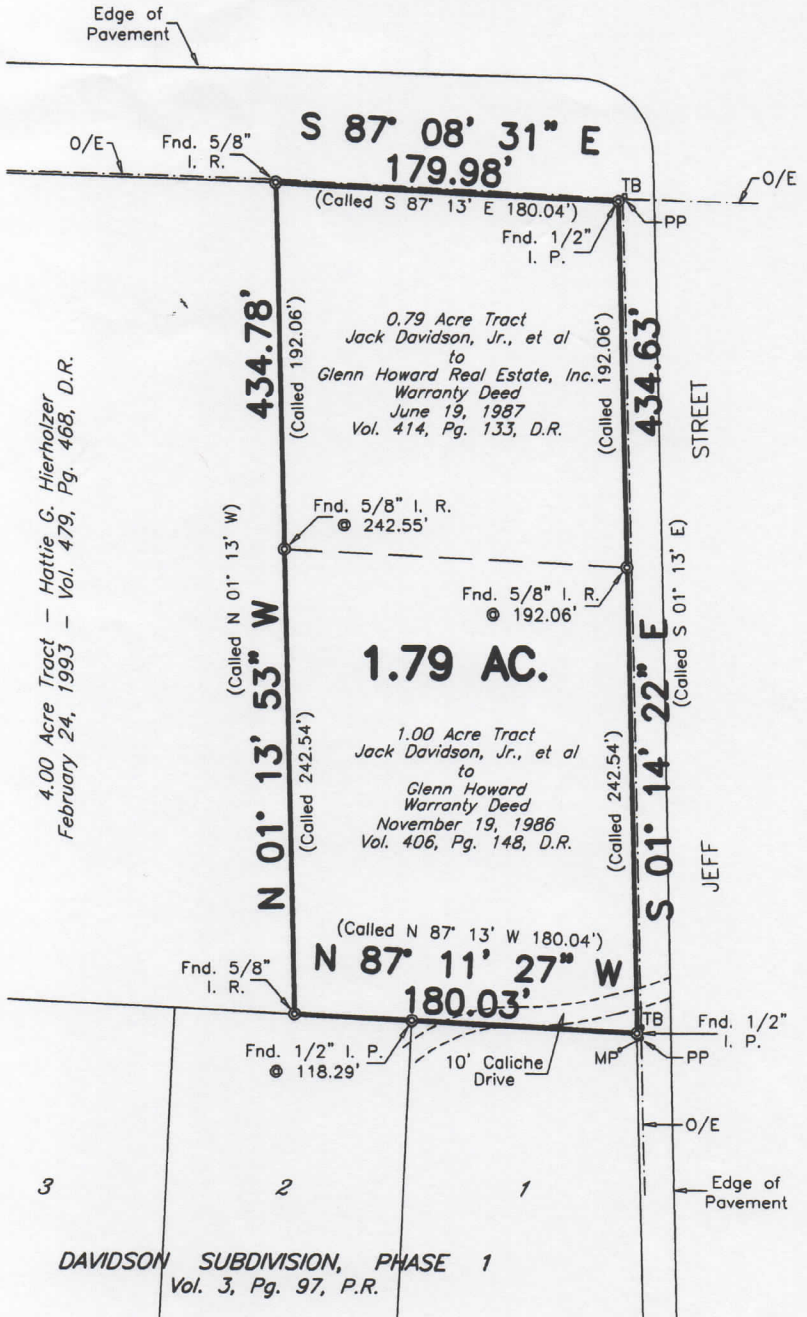 Edge of
Pavement
S 87° 08' 31" E
179.98'
(Called S 87° 13' E 180.04')
O/E
Fnd. 5/8"
I. R.
TB
O/E
PP
Fnd. 1/2"
I. P.
434.78'
(Called 192.06')
0.79 Acre Tract
Jack Davidson, Jr., et al
to
Glenn Howard Real Estate, Inc.
Warranty Deed
June 19, 1987
Vol. 414, Pg. 133, D.R.
(Called 192.06')
434.63'
STREET
4.00 Acre Tract – Hattie G. Hierholzer
February 24, 1993 – Vol. 479, Pg. 468, D.R.
(Called N 01° 13' W)
Fnd. 5/8" I. R.
@ 242.55'
Fnd. 5/8" I. R.
@ 192.06'
(Called S 01° 13' E)
N 01° 13' 53" W
(Called 242.54')
1.79 AC.
1.00 Acre Tract
Jack Davidson, Jr., et al
to
Glenn Howard
Warranty Deed
November 19, 1986
Vol. 406, Pg. 148, D.R.
(Called 242.54')
S 01° 14' 22" E
JEFF
(Called N 87° 13' W 180.04')
N 87° 11' 27" W
180.03'
Fnd. 5/8"
I. R.
Fnd. 1/2" I. P.
@ 118.29'
10' Caliche
Drive
TB
Fnd. 1/2"
I. P.
MP
PP
O/E
Edge of
Pavement
3
2
1
DAVIDSON SUBDIVISION, PHASE 1
Vol. 3, Pg. 97, P.R.